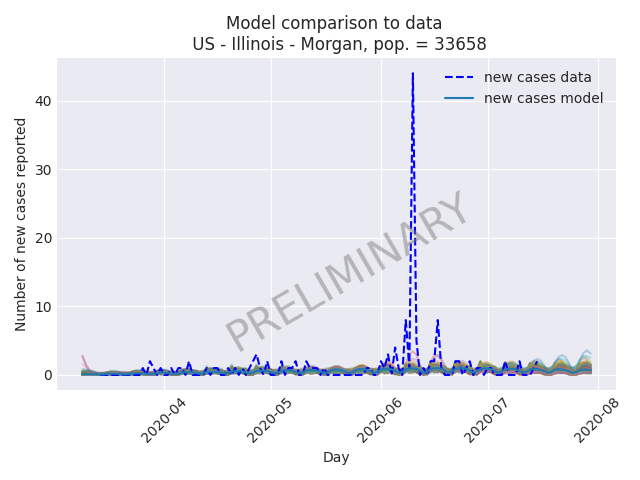 Model comparison to data
US - Illinois - Morgan, pop. = 33658
new cases data
new cases model
Number of new cases reported
40
30
20
10
0
PRELIMINARY
2020-04
2020-05
2020-06
2020-07
2020-08
Day